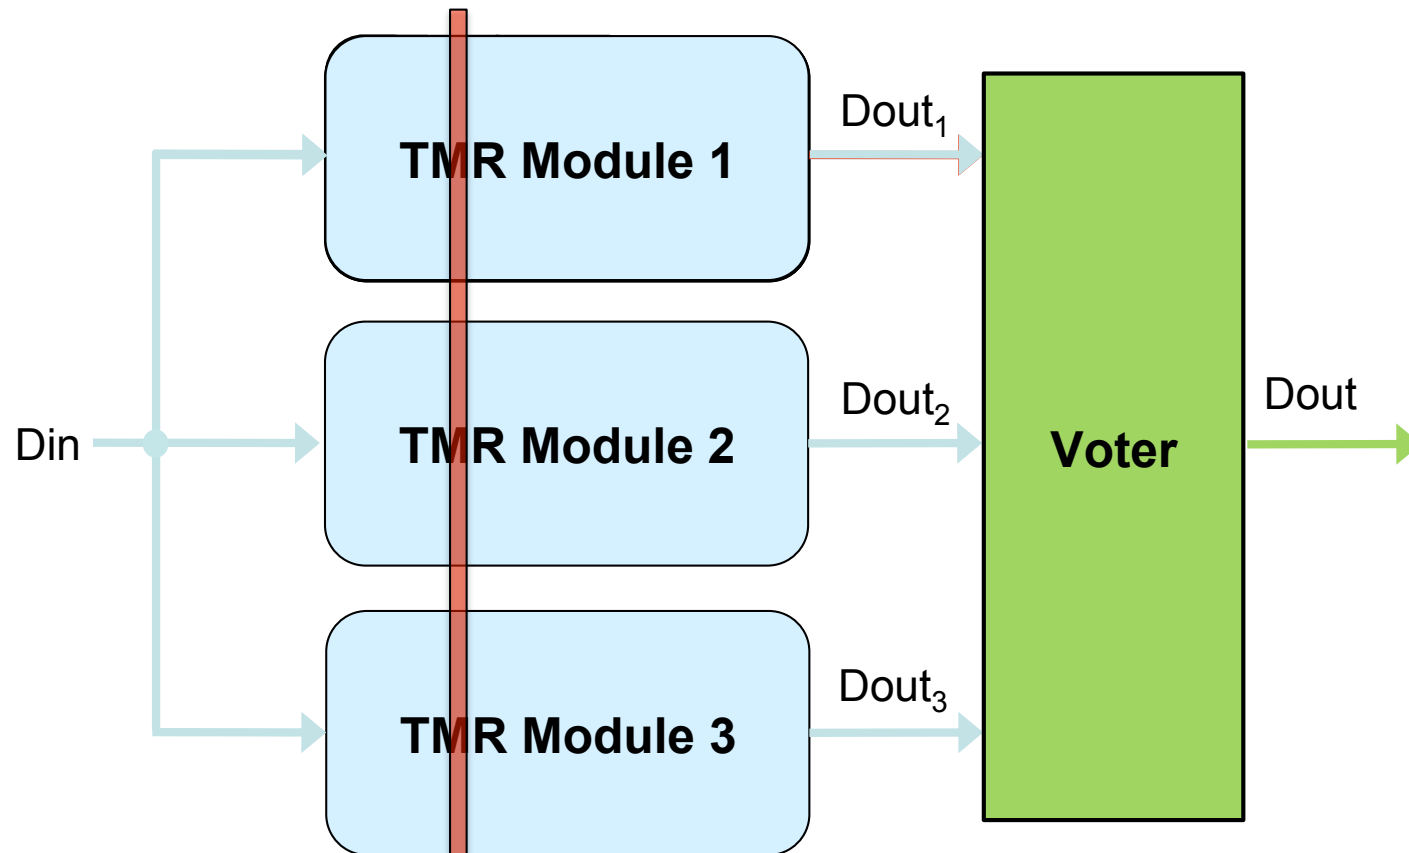 Din
TMR Module 1
TMR Module 2
TMR Module 3
Dout₁
Dout₂
Dout₃
Voter
Dout